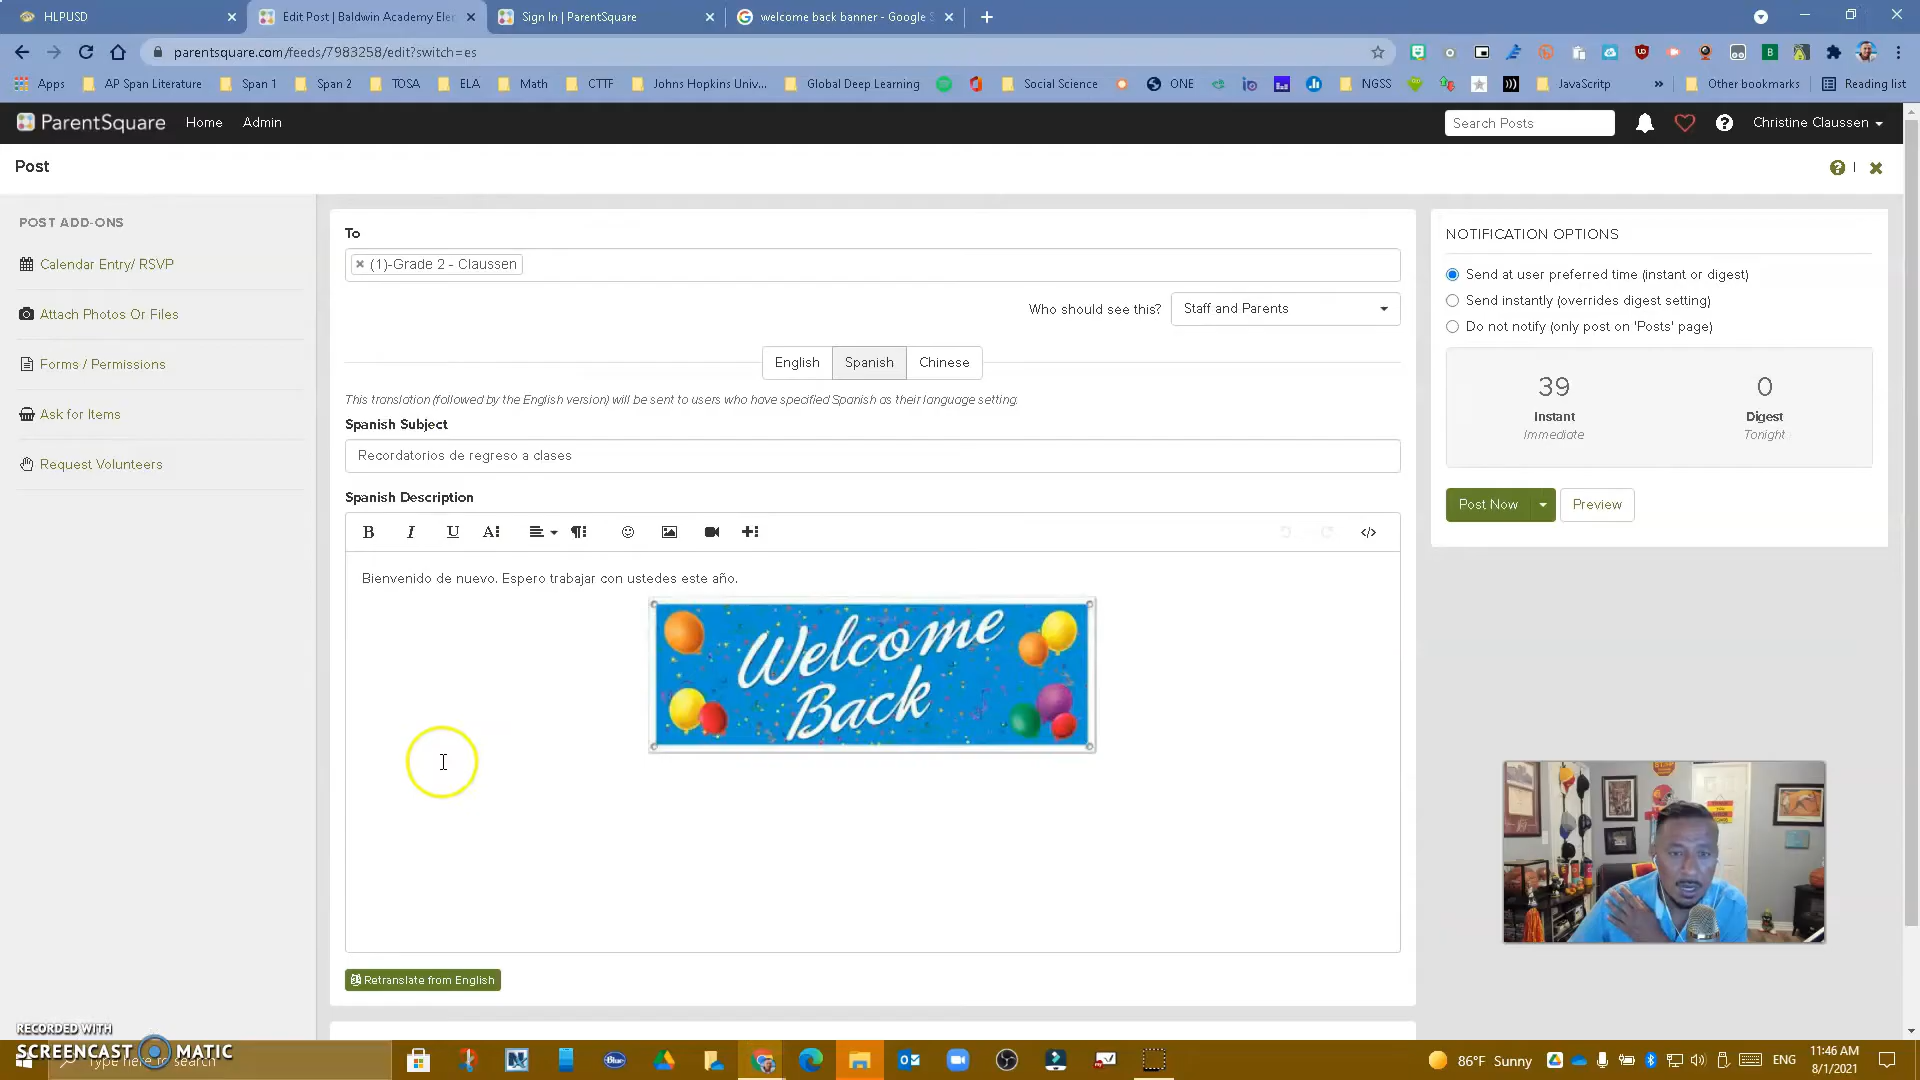 HLPUSD
Edit Post | Baldwin Academy Ele
Sign In | ParentSquare
welcome back banner - Google S
parentsquare.com/feeds/7983258/edit?switch=es
Apps
AP Span Literature
Span 1
Span 2
TOSA
ELA
Math
CTTF
Johns Hopkins Univ...
Global Deep Learning
Social Science
ONE
NGSS
JavaScritp
Other bookmarks
Reading list
ParentSquare
Home
Admin
Search Posts
Christine Claussen
Post
POST ADD-ONS
Calendar Entry/ RSVP
Attach Photos Or Files
Forms / Permissions
Ask for Items
Request Volunteers
To
(1)-Grade 2 - Claussen
Who should see this?
Staff and Parents
English
Spanish
Chinese
This translation (followed by the English version) will be sent to users who have specified Spanish as their language setting.
Spanish Subject
Recordatorios de regreso a clases
Spanish Description
Bienvenido de nuevo. Espero trabajar con ustedes este año.
Welcome
Back
Retranslate from English
NOTIFICATION OPTIONS
Send at user preferred time (instant or digest)
Send instantly (overrides digest setting)
Do not notify (only post on 'Posts' page)
39
Instant
Immediate
0
Digest
Tonight
Post Now
Preview
RECORDED WITH
SCREENCAST MATIC
Type here to search
86°F Sunny
ENG
11:46 AM
8/1/2021